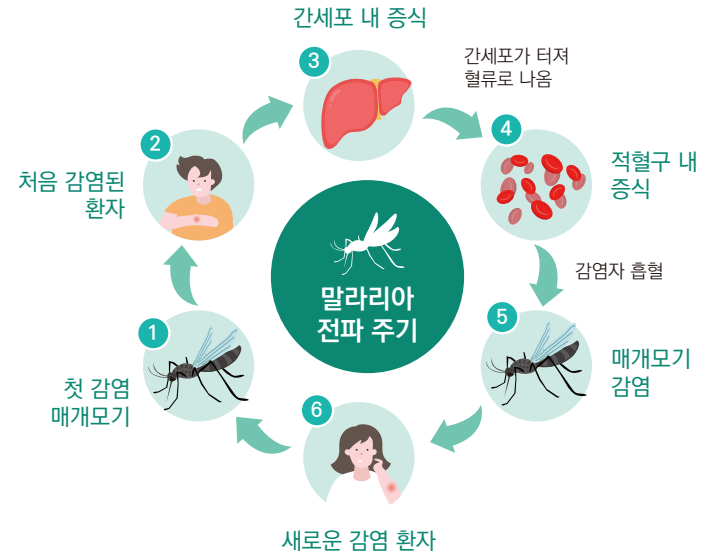 말라리아
전파 주기
1
첫 감염
매개모기
2
처음 감염된
환자
3
간세포 내 증식
간세포가 터져
혈류로 나옴
4
적혈구 내
증식
감염자 흡혈
5
매개모기
감염
6
새로운 감염 환자